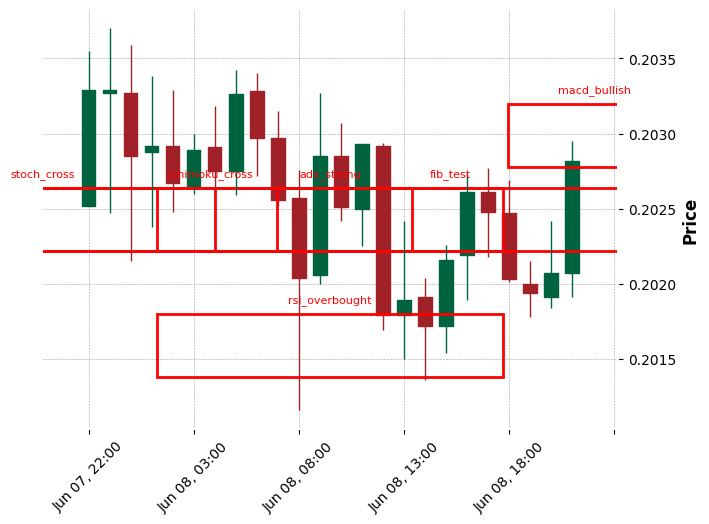 0.2035
macd_bullish
0.2030
stoch_cross
ichimoku_cross
fib_test
0.2025
Price
0.2020
rsi_overbought
0.2015
Jun 07, 22:00
Jun 08, 03:00
Jun 08, 08:00
Jun 08, 13:00
Jun 08, 18:00